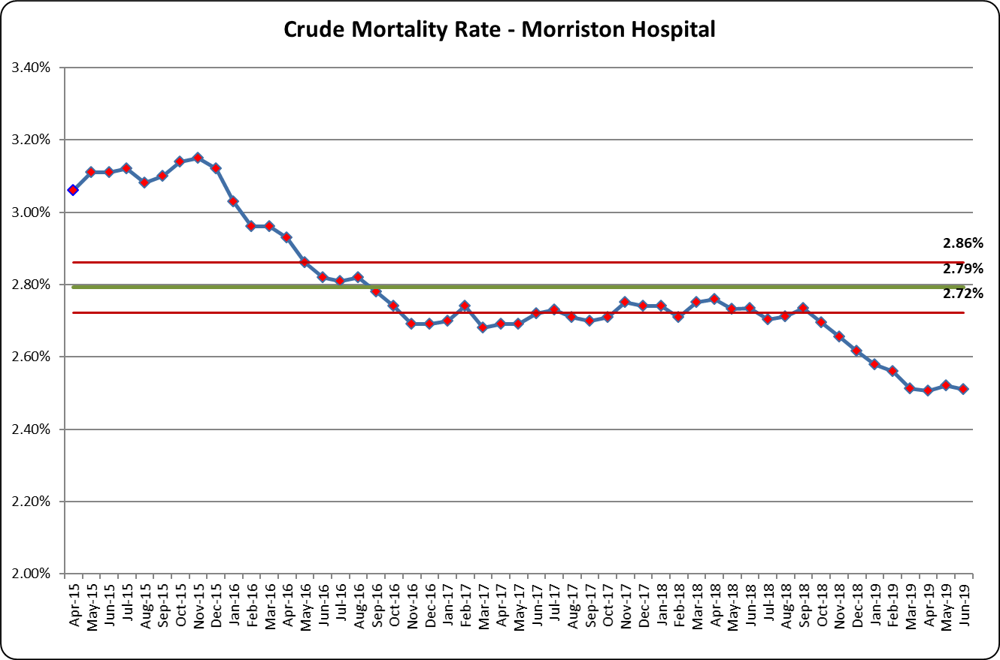 Crude Mortality Rate - Morriston Hospital
3.40%
3.20%
3.00%
2.80%
2.60%
2.40%
2.20%
2.00%
2.86%
2.79%
2.72%
Apr-15
May-15
Jun-15
Jul-15
Aug-15
Sep-15
Oct-15
Nov-15
Dec-15
Jan-16
Feb-16
Mar-16
Apr-16
May-16
Jun-16
Jul-16
Aug-16
Sep-16
Oct-16
Nov-16
Dec-16
Jan-17
Feb-17
Mar-17
Apr-17
May-17
Jun-17
Jul-17
Aug-17
Sep-17
Oct-17
Nov-17
Dec-17
Jan-18
Feb-18
Mar-18
Apr-18
May-18
Jun-18
Jul-18
Aug-18
Sep-18
Oct-18
Nov-18
Dec-18
Jan-19
Feb-19
Mar-19
Apr-19
May-19
Jun-19